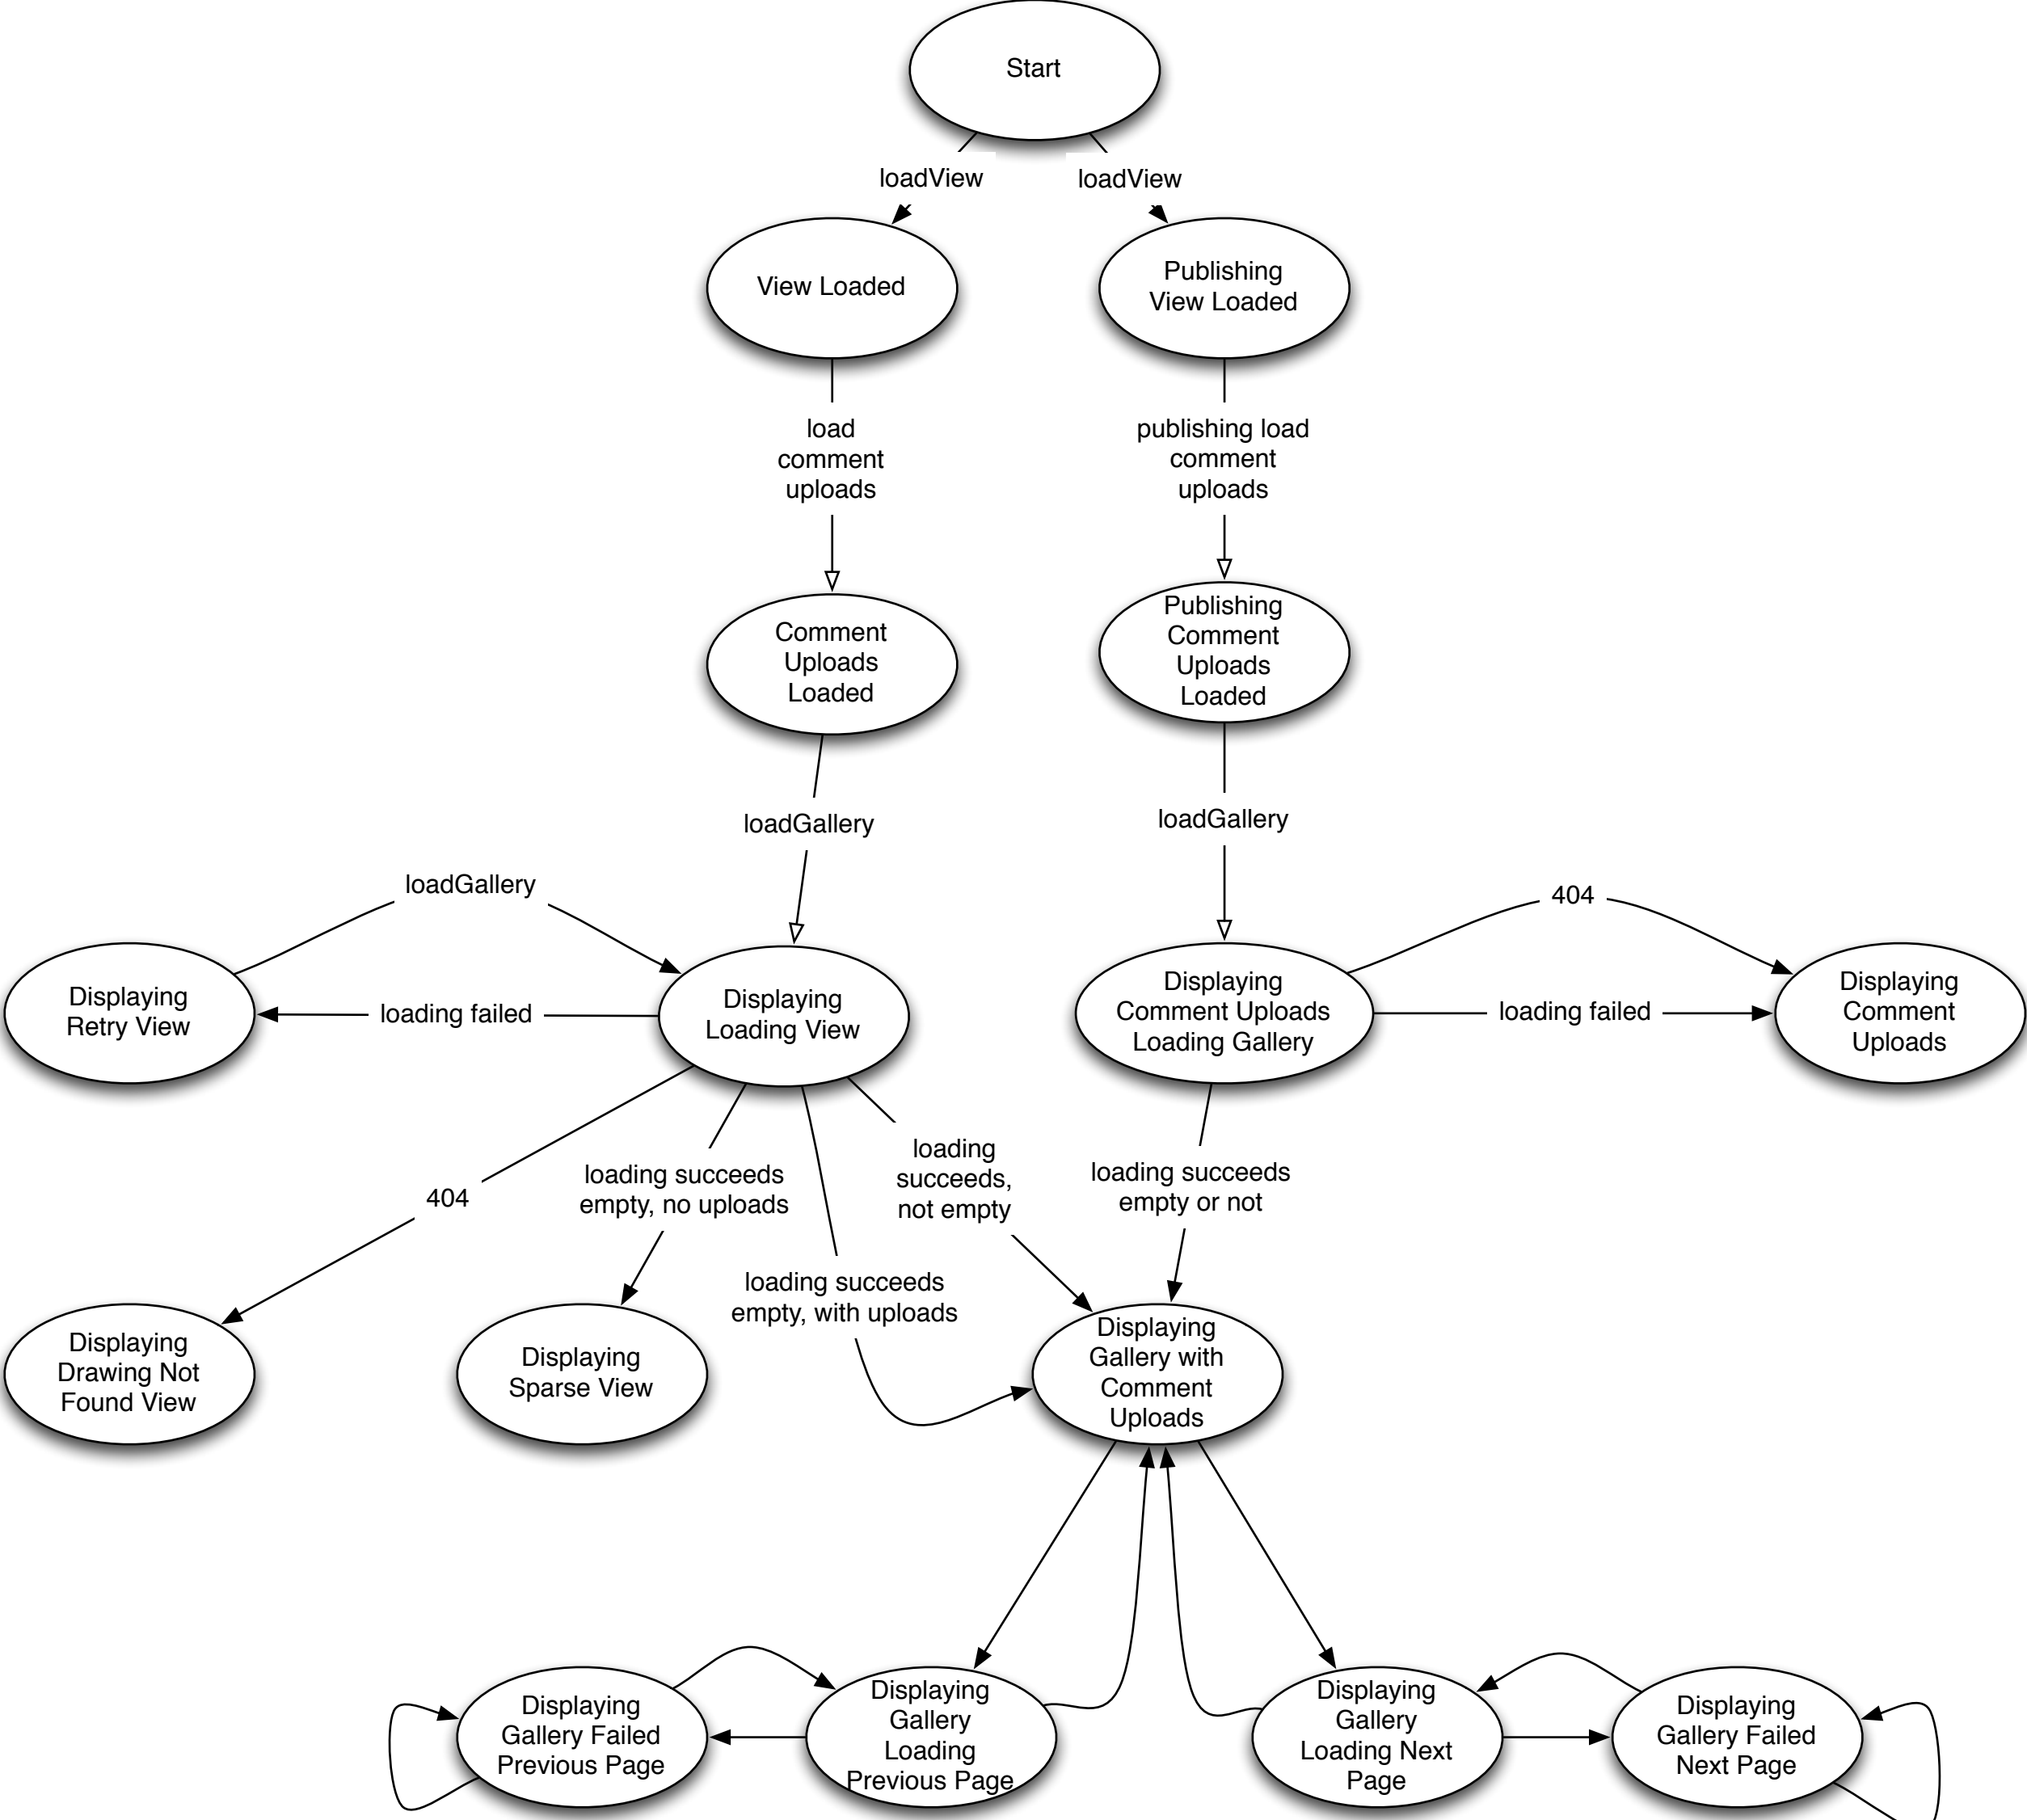 Start
loadView
loadView
View Loaded
Publishing
View Loaded
load
comment
uploads
publishing load
comment
uploads
Comment
Uploads
Loaded
Publishing
Comment
Uploads
Loaded
loadGallery
loadGallery
loadGallery
404
Displaying
Retry View
loading failed
Displaying
Loading View
Displaying
Comment Uploads
Loading Gallery
loading failed
Displaying
Comment
Uploads
404
loading succeeds
empty, no uploads
loading
succeeds,
not empty
loading succeeds
empty or not
loading succeeds
empty, with uploads
Displaying
Drawing Not
Found View
Displaying
Sparse View
Displaying
Gallery with
Comment
Uploads
Displaying
Gallery Failed
Previous Page
Displaying
Gallery
Loading
Previous Page
Displaying
Gallery
Loading Next
Page
Displaying
Gallery Failed
Next Page